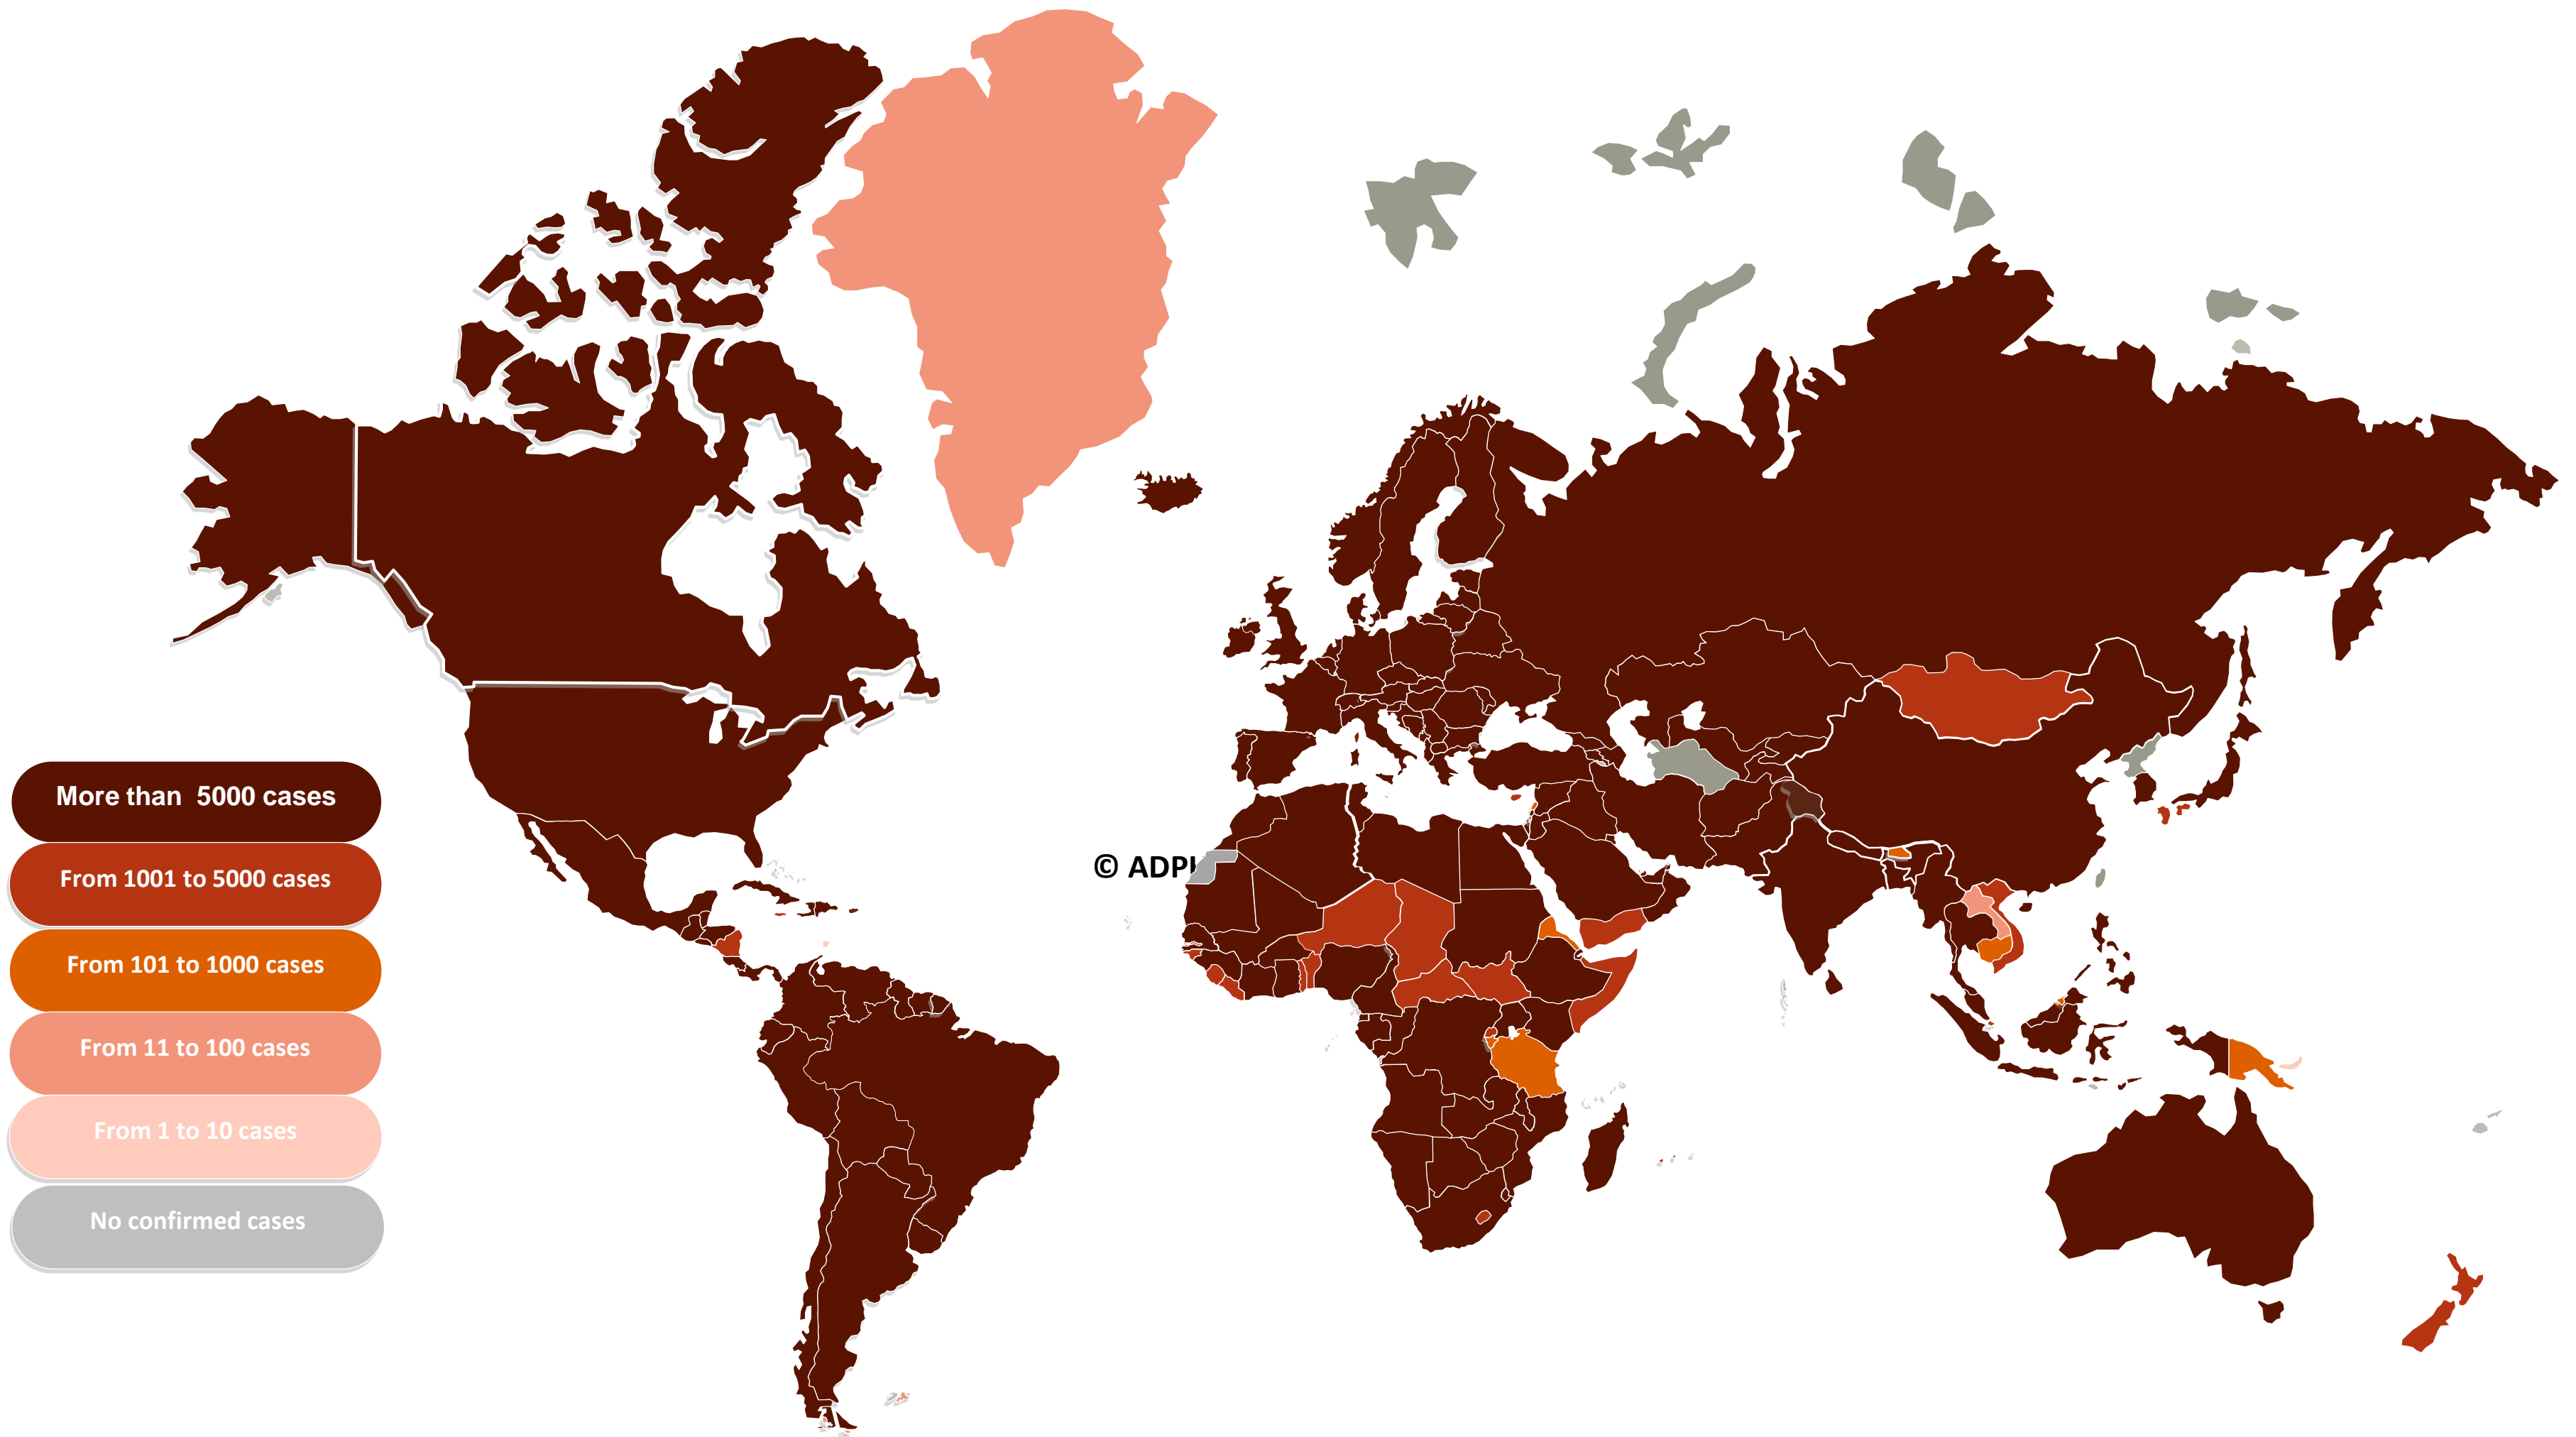 More than 5000 cases
From 1001 to 5000 cases
From 101 to 1000 cases
From 11 to 100 cases
From 1 to 10 cases
No confirmed cases
© ADPH